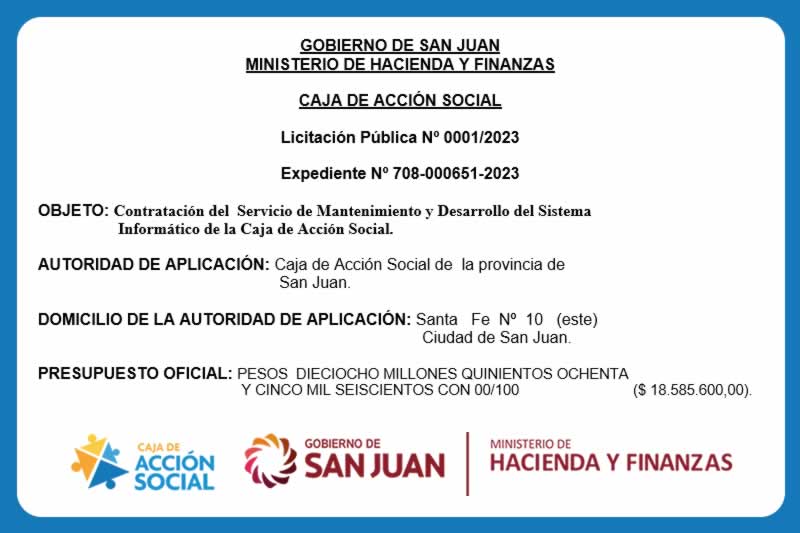 GOBIERNO DE SAN JUAN
MINISTERIO DE HACIENDA Y FINANZAS
CAJA DE ACCIÓN SOCIAL
Licitación Pública Nº 0001/2023
Expediente Nº 708-000651-2023
OBJETO: Contratación del Servicio de Mantenimiento y Desarrollo del Sistema
Informático de la Caja de Acción Social.
AUTORIDAD DE APLICACIÓN: Caja de Acción Social de la provincia de
San Juan.
DOMICILIO DE LA AUTORIDAD DE APLICACIÓN: Santa Fe Nº 10 (este)
Ciudad de San Juan.
PRESUPUESTO OFICIAL: PESOS DIECIOCHO MILLONES QUINIENTOS OCHENTA
Y CINCO MIL SEISCIENTOS CON 00/100 ($ 18.585.600,00).
CAJA DE
ACCIÓN
SOCIAL
GOBIERNO DE
SAN JUAN
MINISTERIO DE
HACIENDA Y FINANZAS